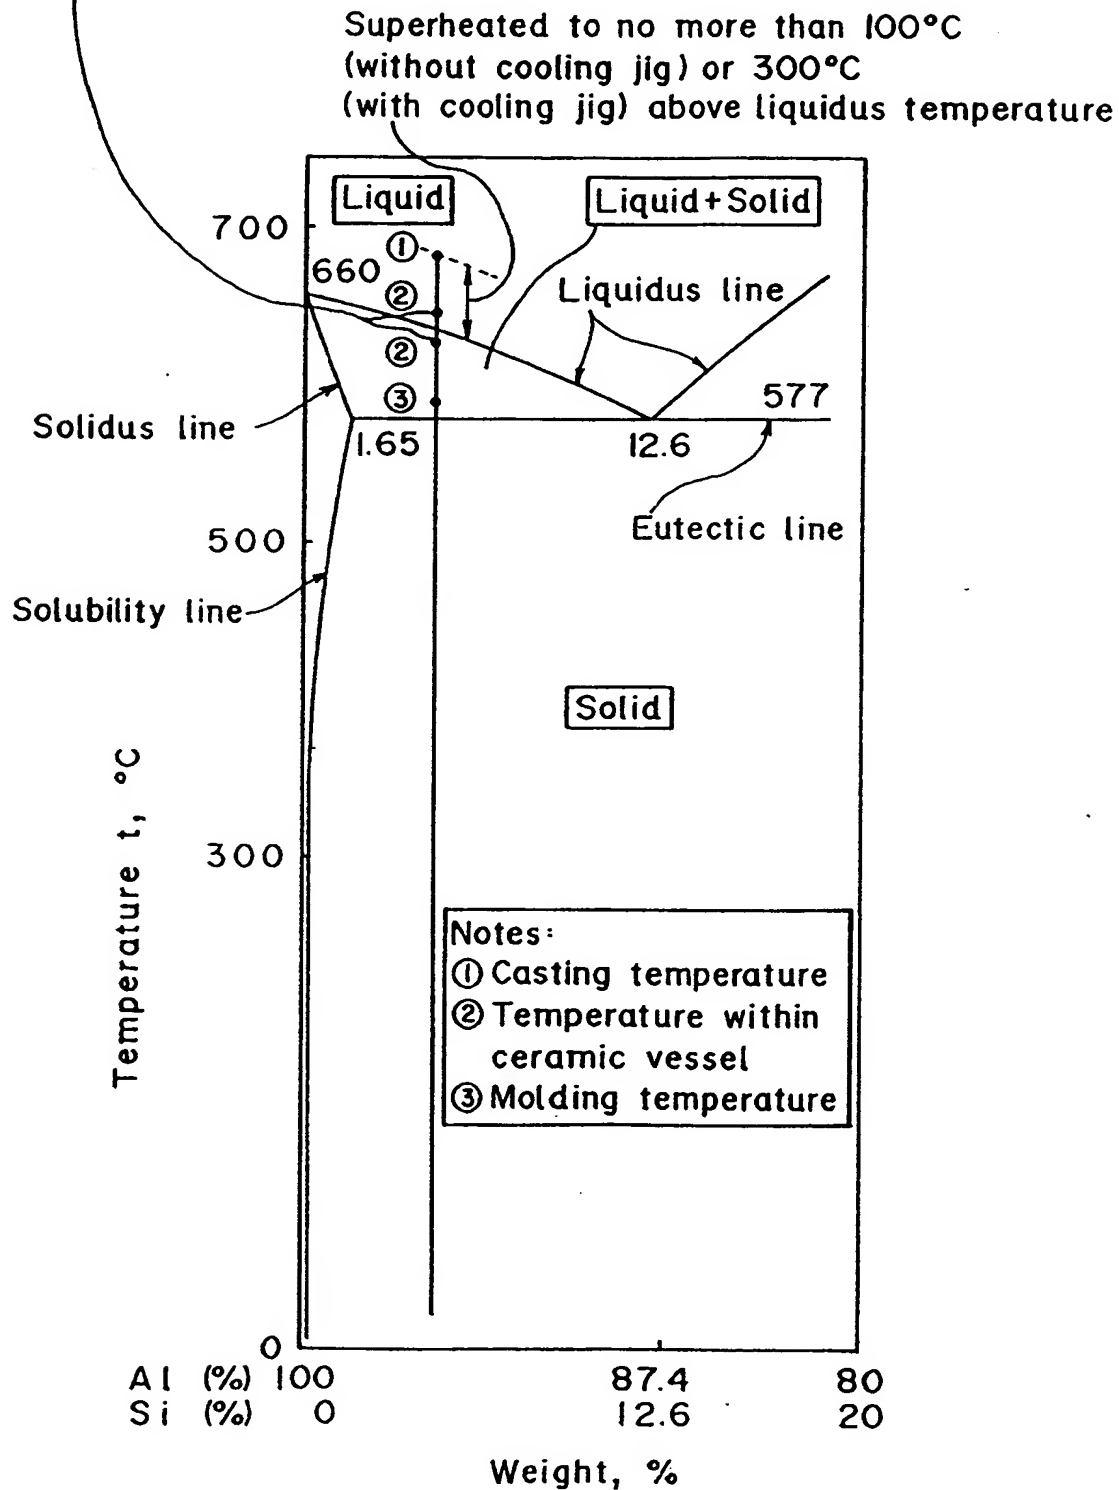 Superheated to no more than 100°C
(without cooling jig) or 300°C
(with cooling jig) above liquidus temperature
Liquid
Liquid+Solid
700
①
660
②
Liquidus line
②
③
577
Solidus line
1.65
12.6
Eutectic line
500
Solubility line
Solid
Temperature t, °C
300
Notes:
① Casting temperature
② Temperature within
ceramic vessel
③ Molding temperature
0
Al (%) 100 87.4 80
Si (%) 0 12.6 20
Weight, %